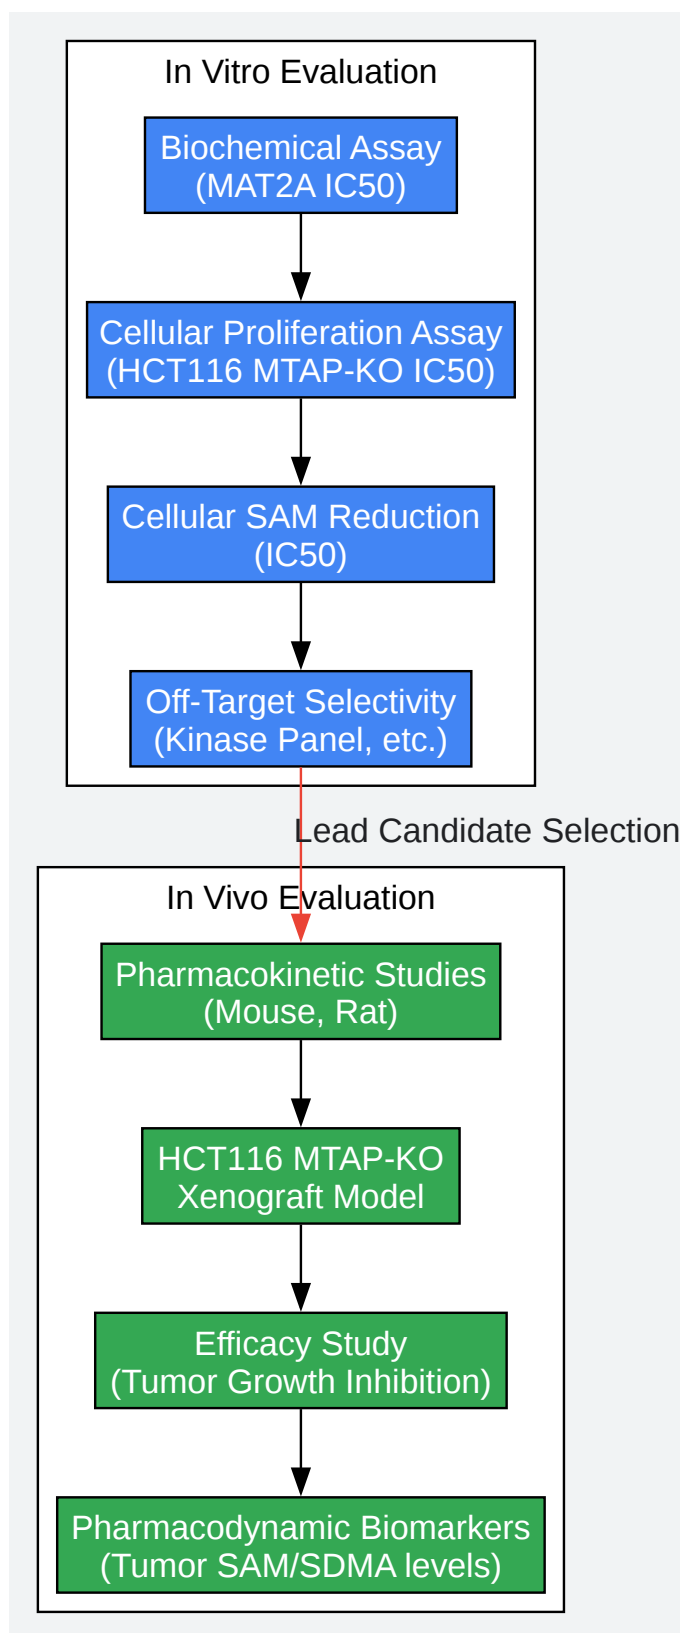 In Vitro Evaluation
Biochemical Assay
(MAT2A IC50)
Cellular Proliferation Assay
(HCT116 MTAP-KO IC50)
Cellular SAM Reduction
(IC50)
Off-Target Selectivity
(Kinase Panel, etc.)
Lead Candidate Selection
In Vivo Evaluation
Pharmacokinetic Studies
(Mouse, Rat)
HCT116 MTAP-KO
Xenograft Model
Efficacy Study
(Tumor Growth Inhibition)
Pharmacodynamic Biomarkers
(Tumor SAM/SDMA levels)